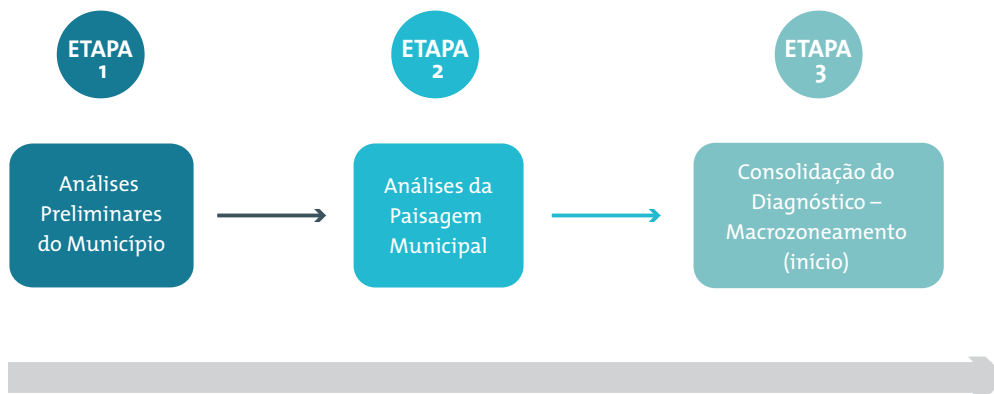 ETAPA
1
ETAPA
2
ETAPA
3
Análises
Preliminares
do Município
Análises da
Paisagem
Municipal
Consolidação do
Diagnóstico –
Macrozoneamento
(início)